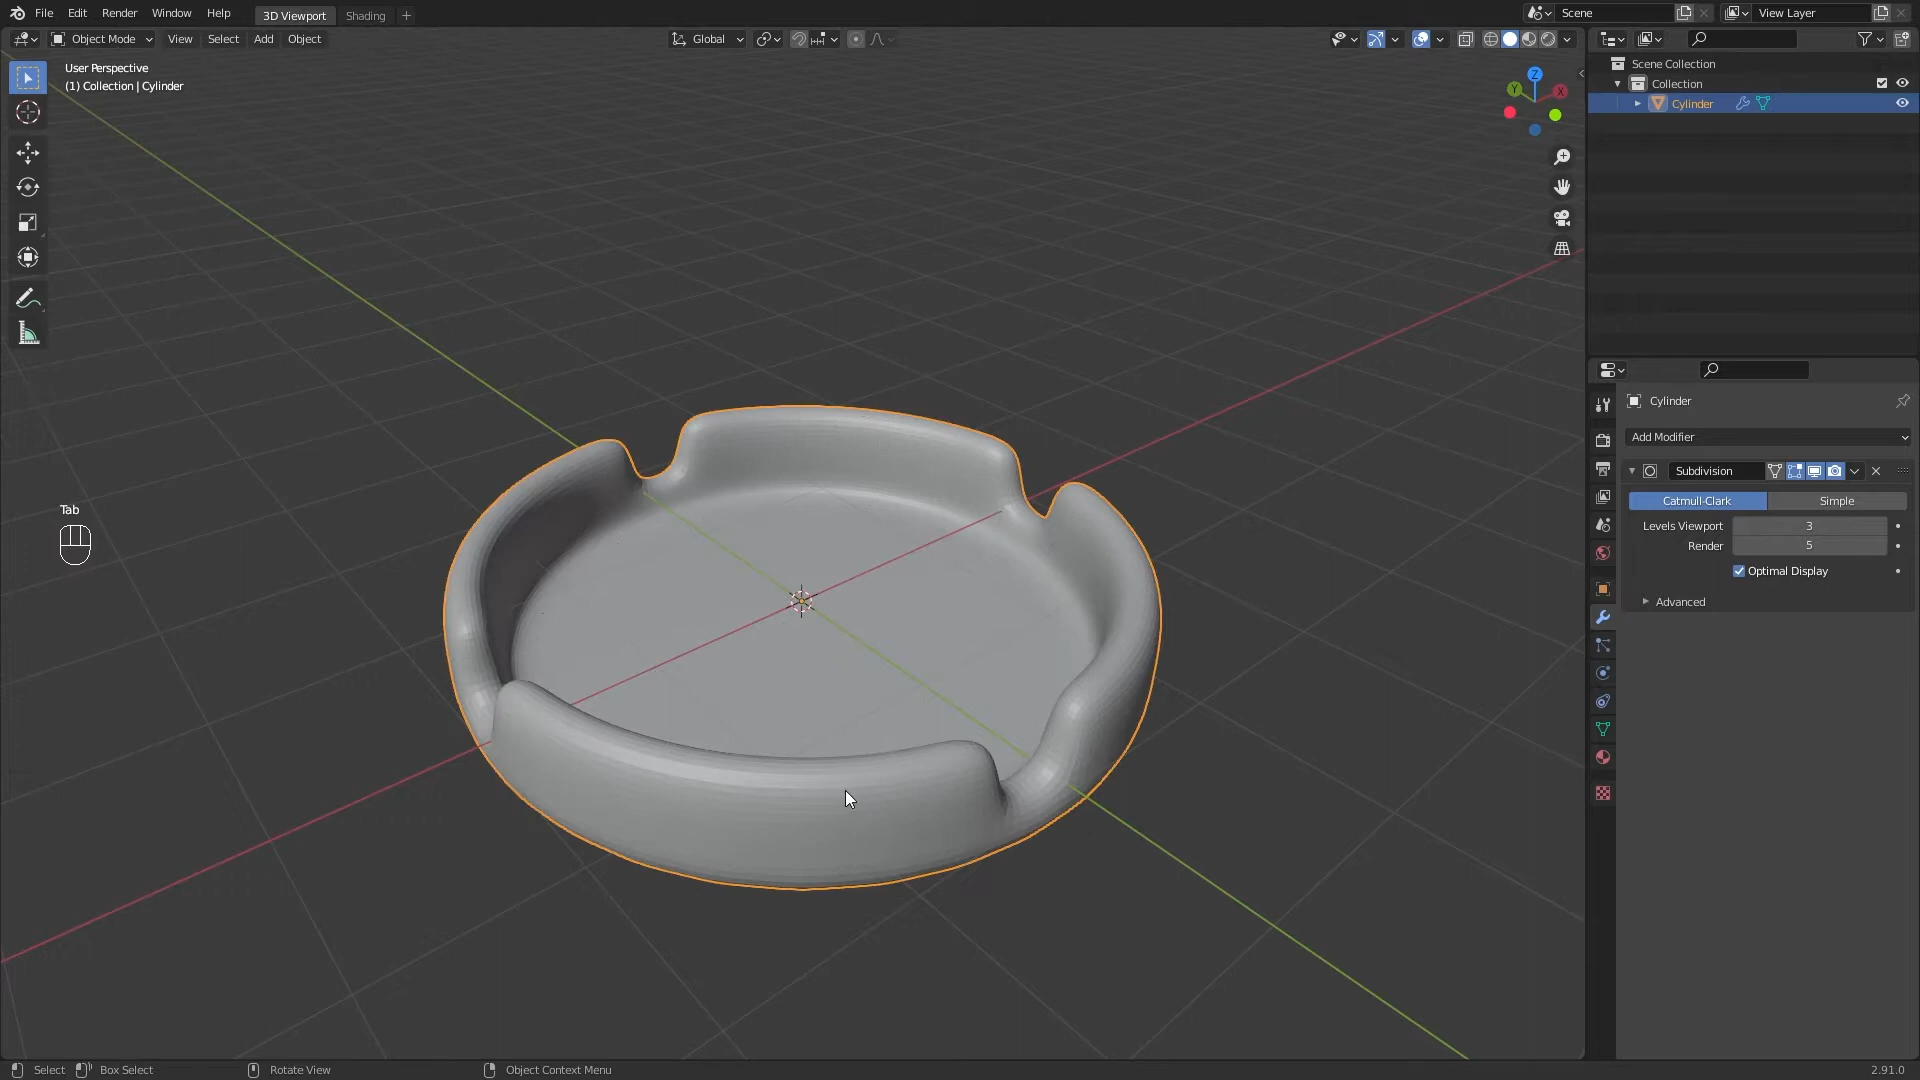 File Edit Render Window Help 3D Viewport Shading + Scene View Layer
Object Mode View Select Add Object Global
User Perspective
(1) Collection | Cylinder
Z
Y X
Scene Collection
Collection
Cylinder
Cylinder
Add Modifier
Subdivision
Catmull-Clark Simple
Levels Viewport 3
Render 5
Optimal Display
Advanced
Tab
Select Box Select Rotate View Object Context Menu 2.91.0